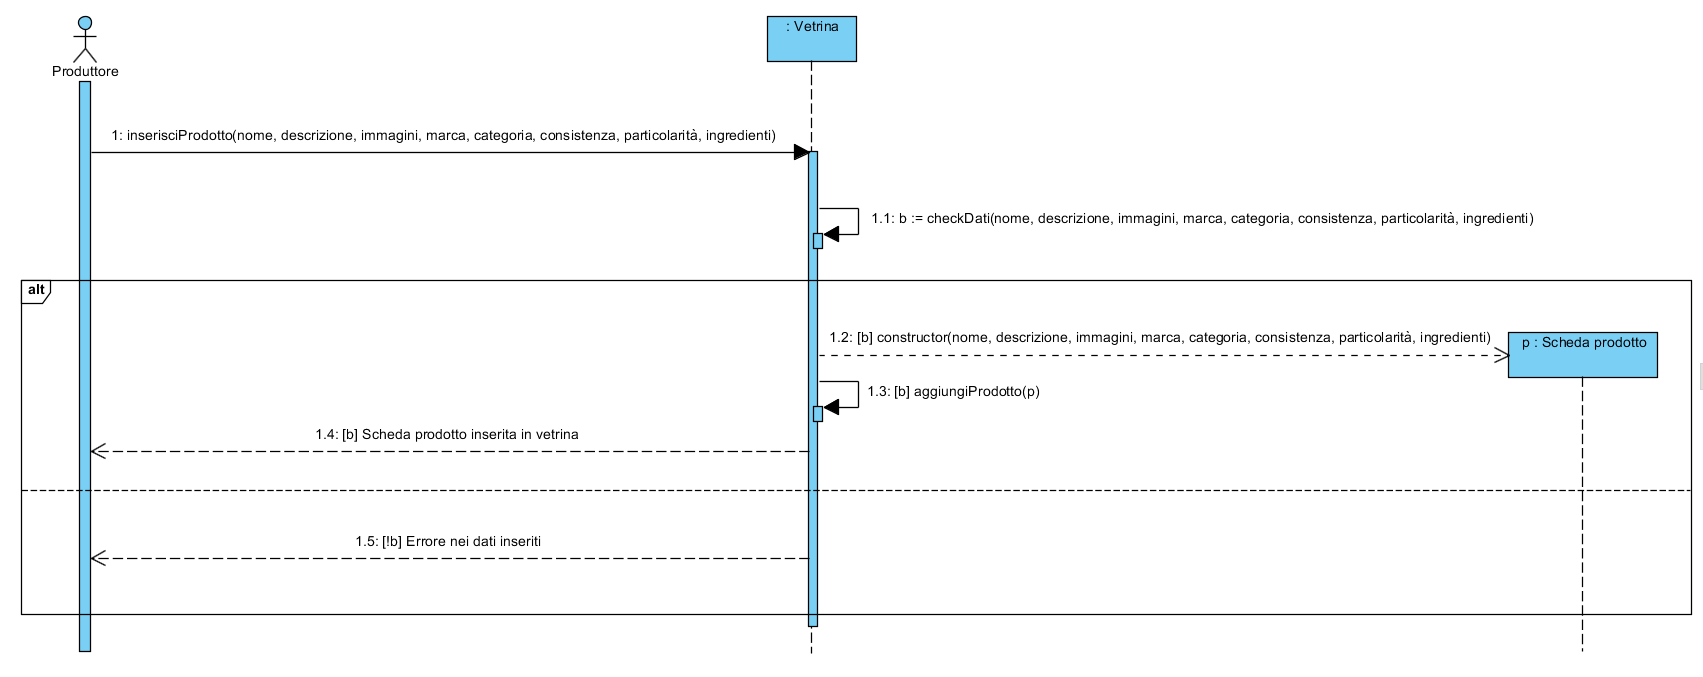 Produttore
: Vetrina
1: inserisciProdotto(nome, descrizione, immagini, marca, categoria, consistenza, particolarità, ingredienti)
1.1: b := checkDati(nome, descrizione, immagini, marca, categoria, consistenza, particolarità, ingredienti)
alt
1.2: [b] constructor(nome, descrizione, immagini, marca, categoria, consistenza, particolarità, ingredienti)
p : Scheda prodotto
1.3: [b] aggiungiProdotto(p)
1.4: [b] Scheda prodotto inserita in vetrina
1.5: [!b] Errore nei dati inseriti